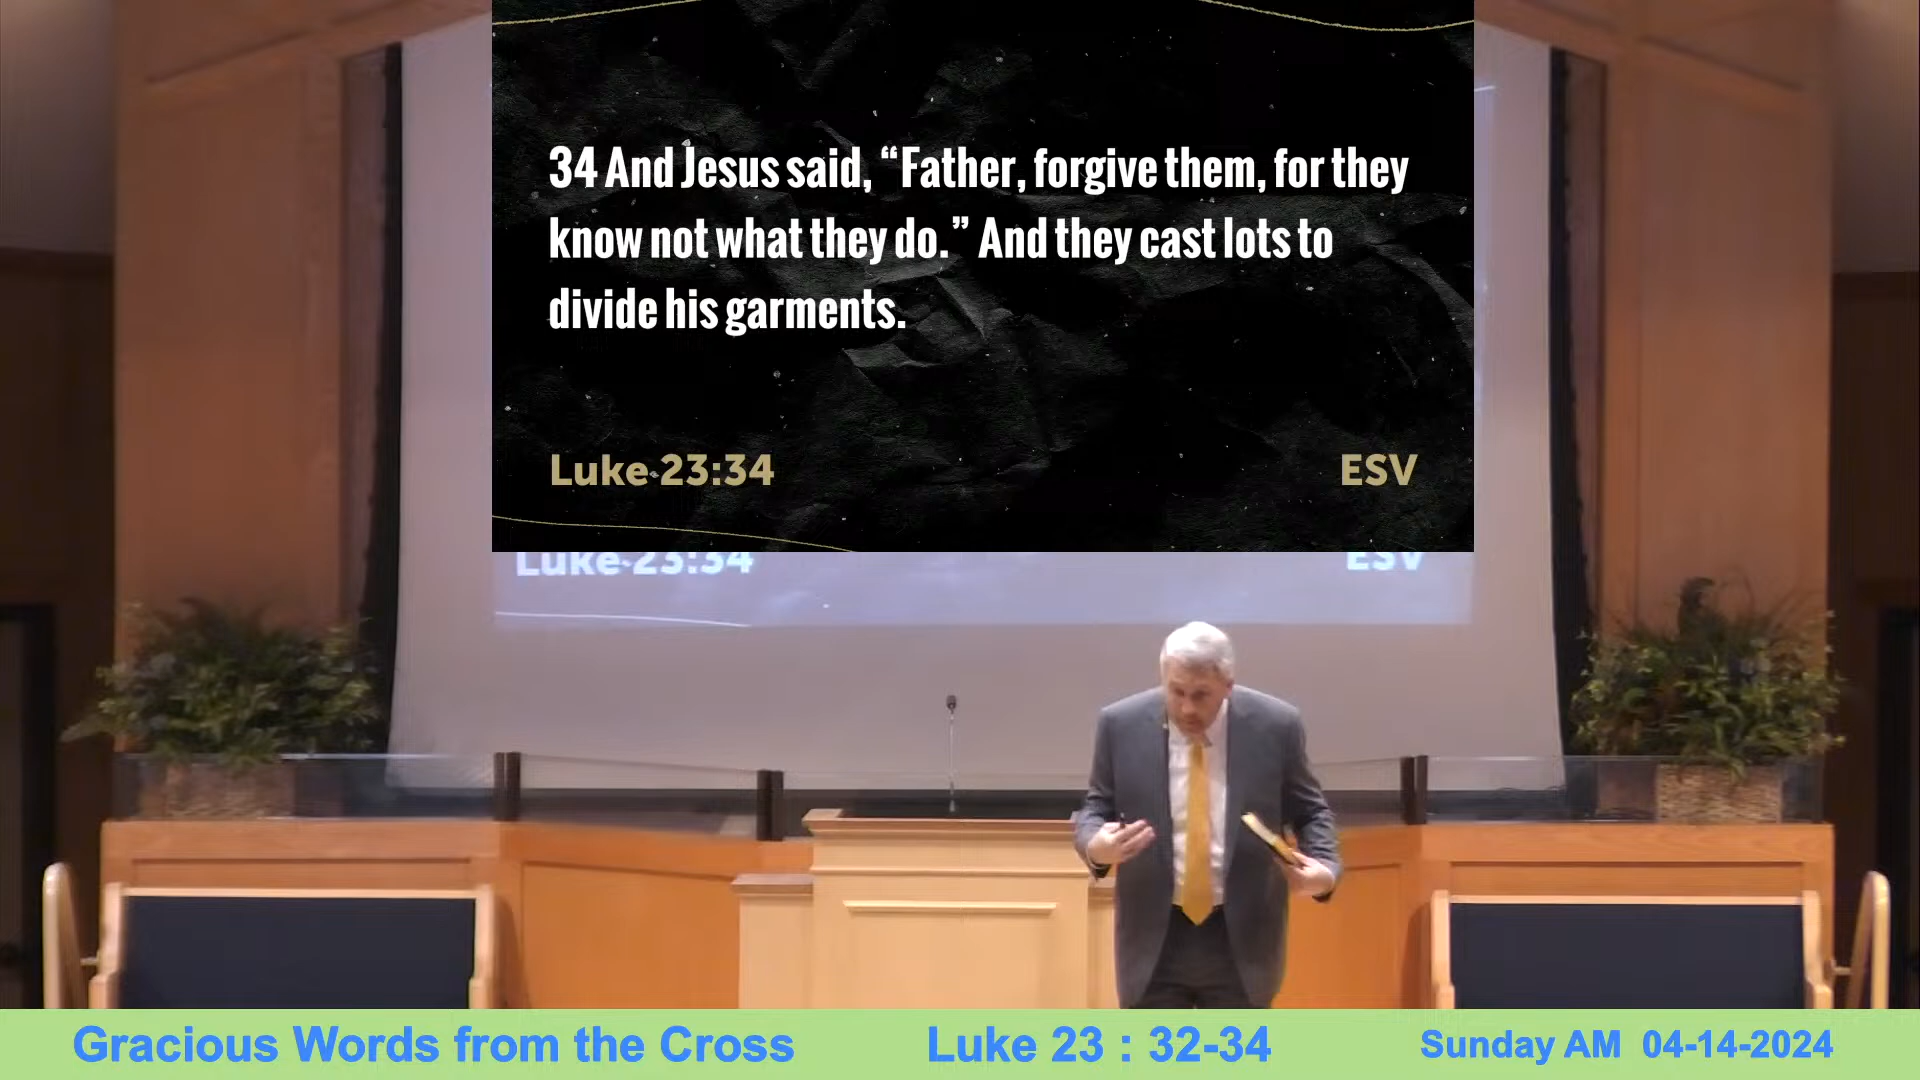 34 And Jesus said, “Father, forgive them, for they
know not what they do.” And they cast lots to
divide his garments.
Luke 23:34 ESV
Luke 23:34 ESV
Gracious Words from the Cross Luke 23 : 32-34 Sunday AM 04-14-2024